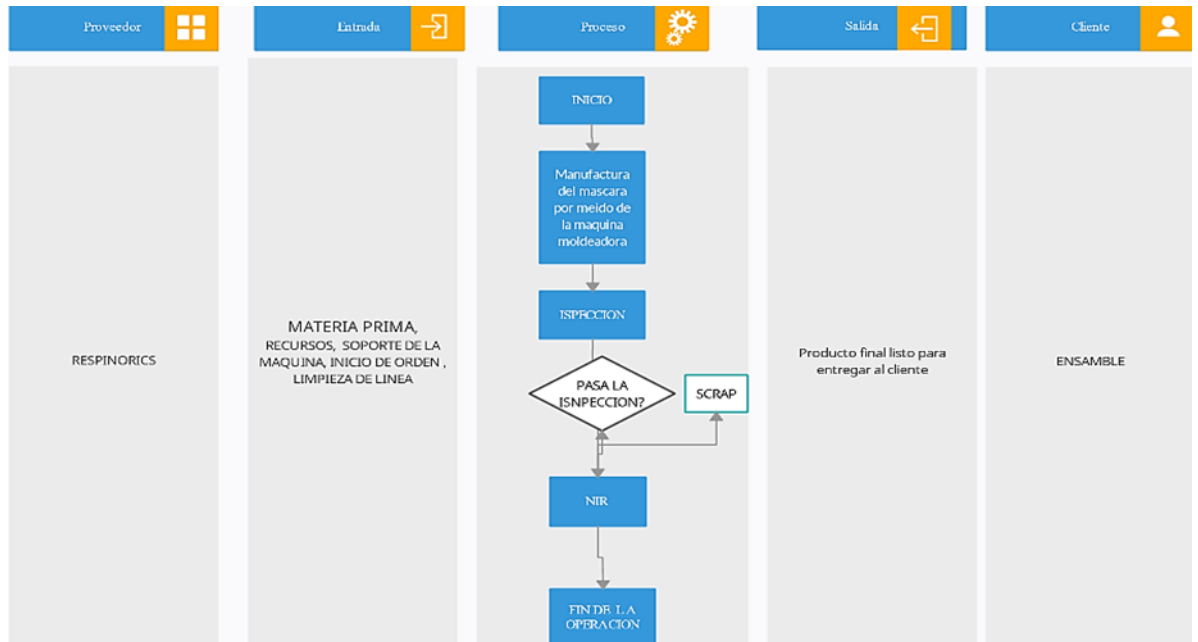 Proveedor
Entrada
Proceso
Salida
Cliente
RESPINORICS
MATERIA PRIMA,
RECURSOS, SOPORTE DE LA
MAQUINA, INICIO DE ORDEN ,
LIMPIEZA DE LINEA
INICIO
Manufactura
del mascara
por meido de
la maquina
moldeadora
ISPECCION
PASA LA
ISNPECCION?
SCRAP
NIR
FIN DE LA
OPERACION
Producto final listo para
entregar al cliente
ENSAMBLE